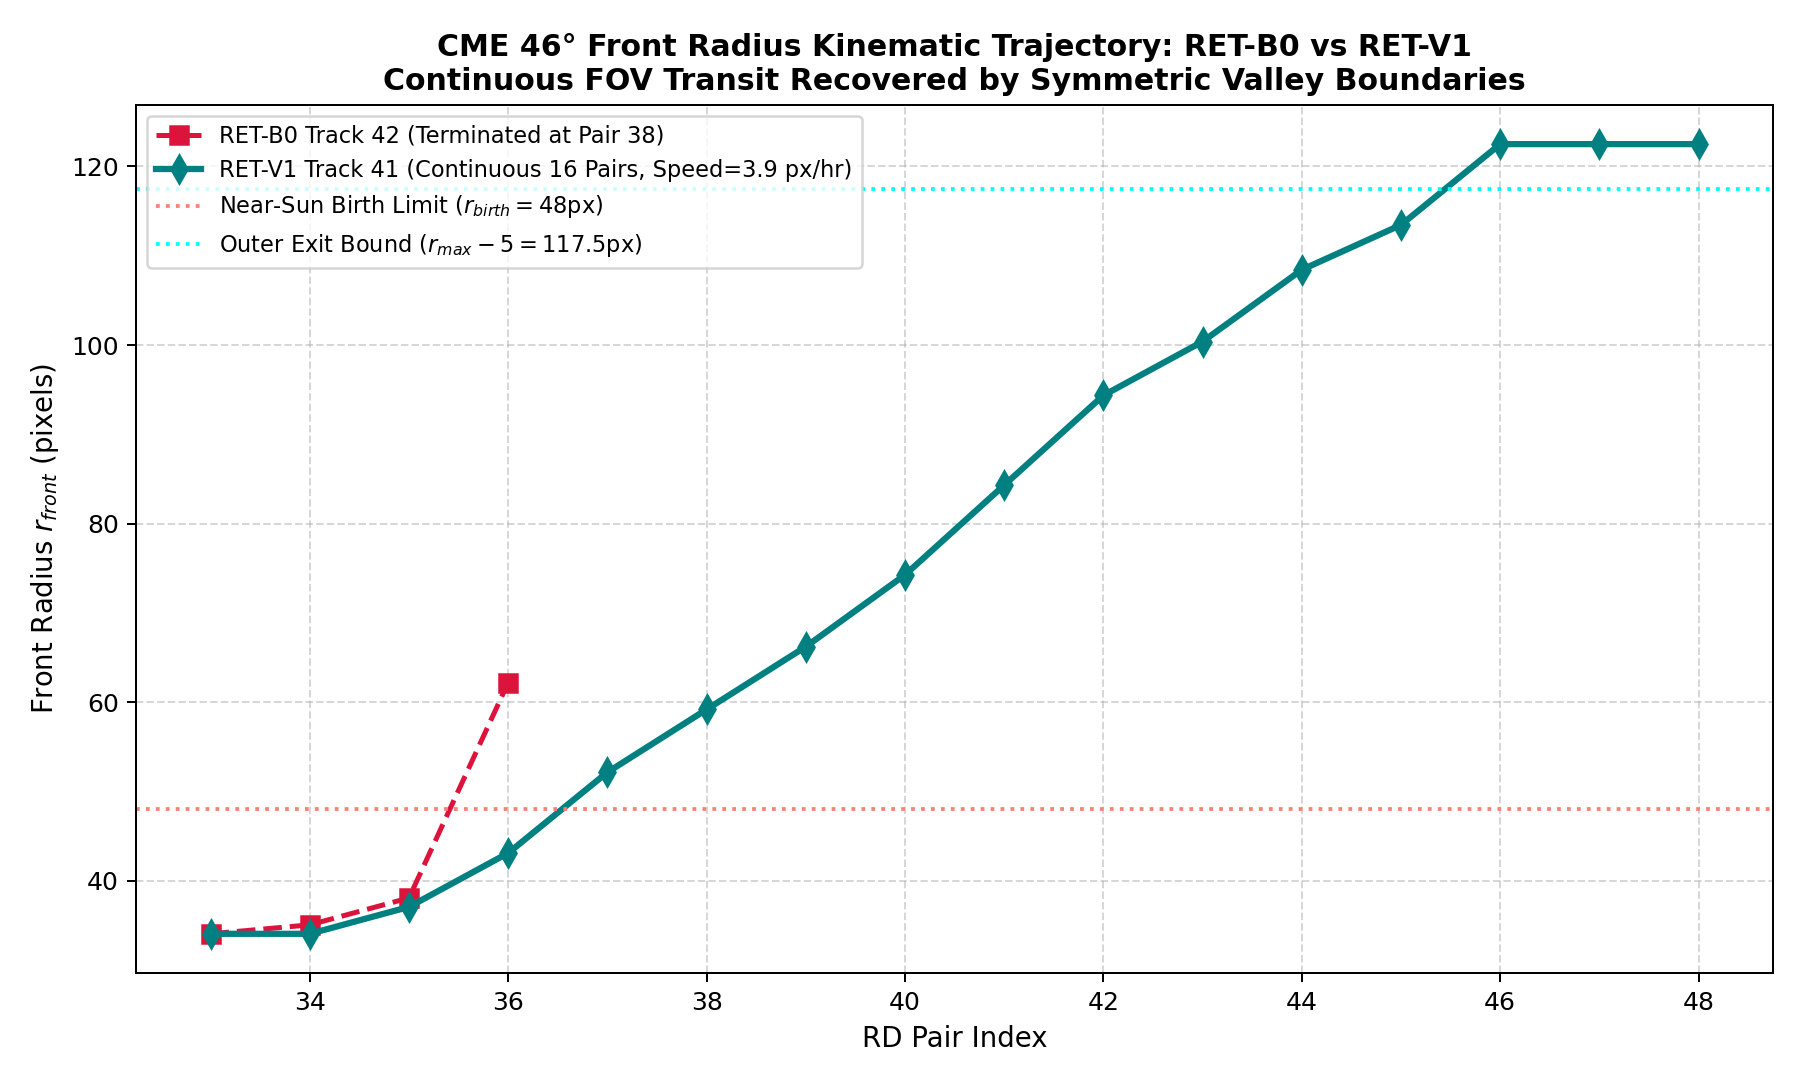 CME 46° Front Radius Kinematic Trajectory: RET-B0 vs RET-V1
Continuous FOV Transit Recovered by Symmetric Valley Boundaries
RET-B0 Track 42 (Terminated at Pair 38)
RET-V1 Track 41 (Continuous 16 Pairs, Speed=3.9 px/hr)
Near-Sun Birth Limit (r_birth = 48px)
Outer Exit Bound (r_max − 5 = 117.5px)
Front Radius r_front (pixels)
120
100
80
60
40
34 36 38 40 42 44 46 48
RD Pair Index